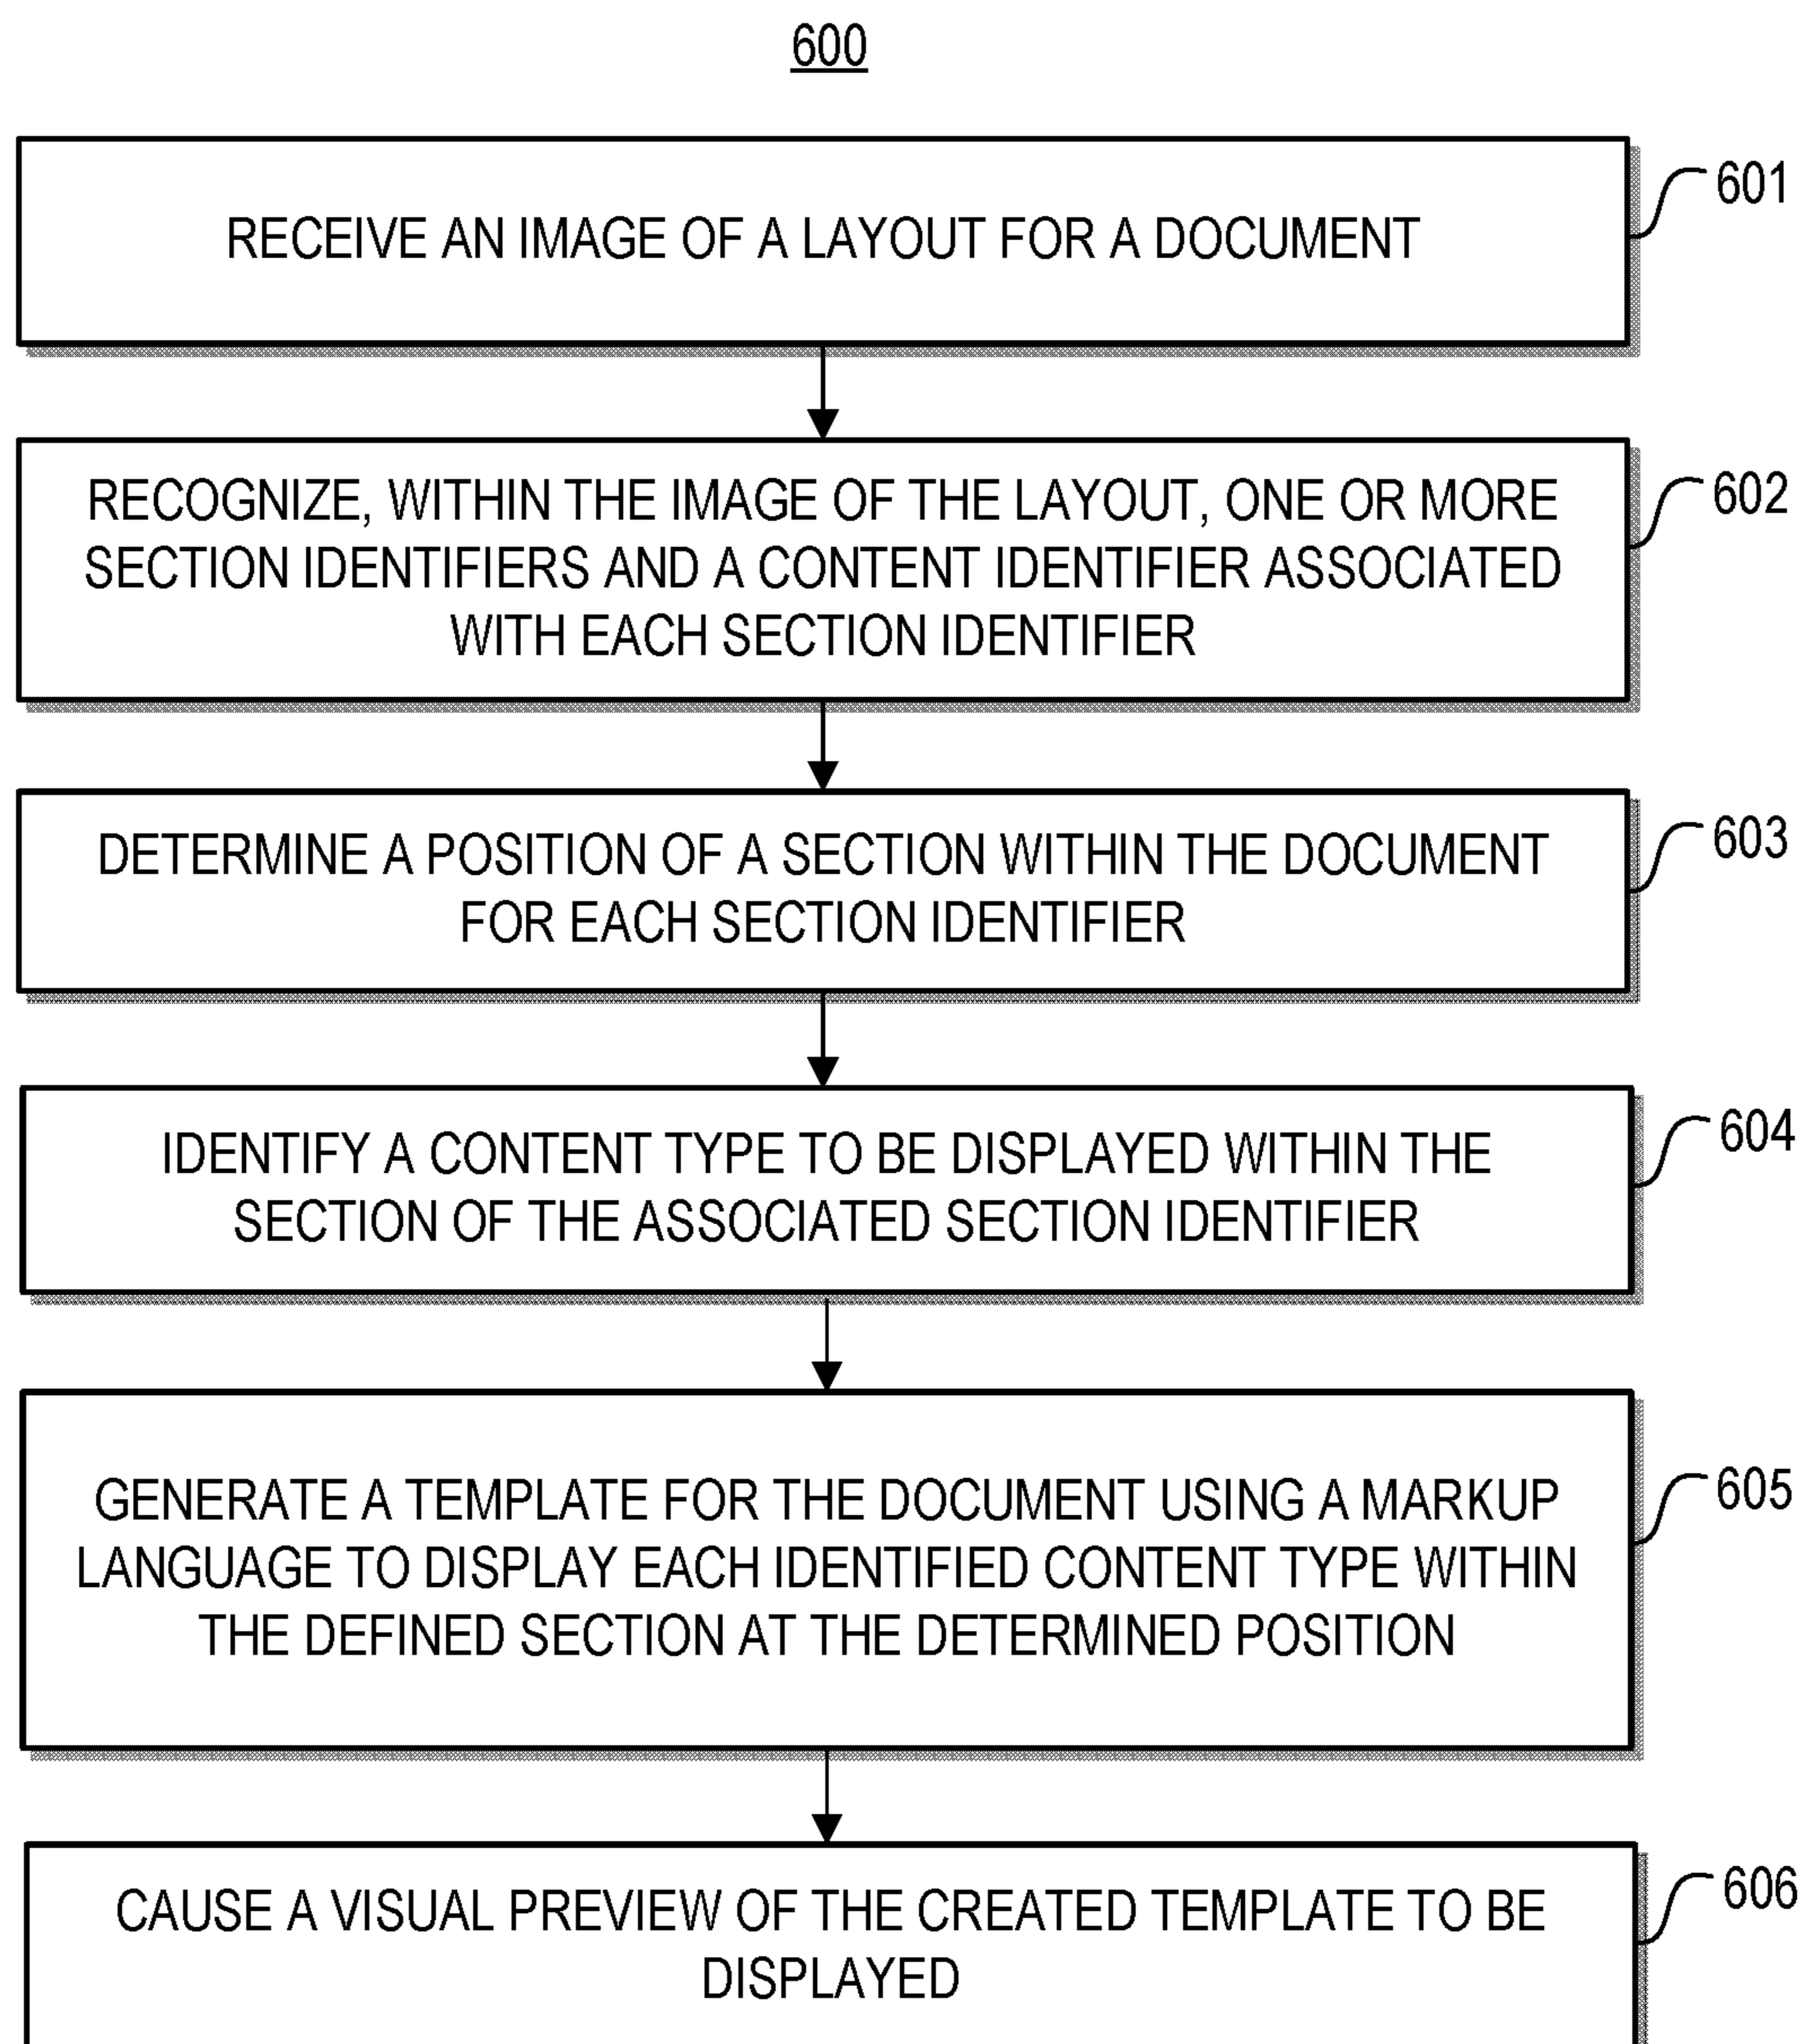 600
RECEIVE AN IMAGE OF A LAYOUT FOR A DOCUMENT
601
RECOGNIZE, WITHIN THE IMAGE OF THE LAYOUT, ONE OR MORE
SECTION IDENTIFIERS AND A CONTENT IDENTIFIER ASSOCIATED
WITH EACH SECTION IDENTIFIER
602
DETERMINE A POSITION OF A SECTION WITHIN THE DOCUMENT
FOR EACH SECTION IDENTIFIER
603
IDENTIFY A CONTENT TYPE TO BE DISPLAYED WITHIN THE
SECTION OF THE ASSOCIATED SECTION IDENTIFIER
604
GENERATE A TEMPLATE FOR THE DOCUMENT USING A MARKUP
LANGUAGE TO DISPLAY EACH IDENTIFIED CONTENT TYPE WITHIN
THE DEFINED SECTION AT THE DETERMINED POSITION
605
CAUSE A VISUAL PREVIEW OF THE CREATED TEMPLATE TO BE
DISPLAYED
606